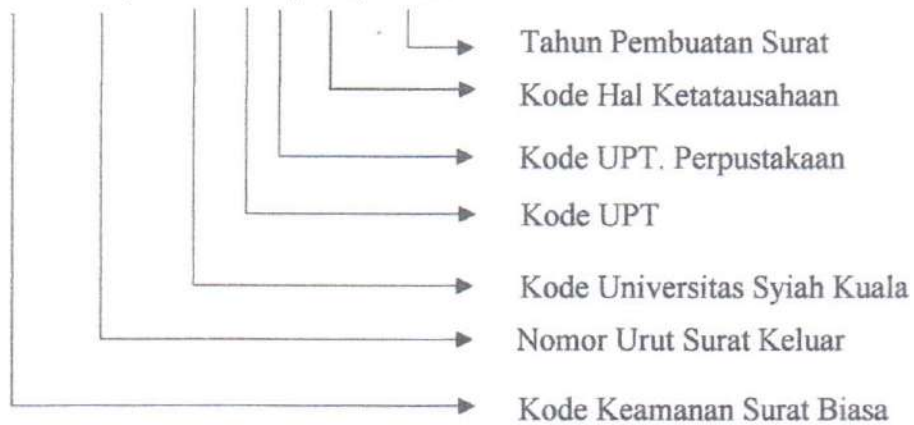 Tahun Pembuatan Surat
Kode Hal Ketatausahaan
Kode UPT. Perpustakaan
Kode UPT
Kode Universitas Syiah Kuala
Nomor Urut Surat Keluar
Kode Keamanan Surat Biasa